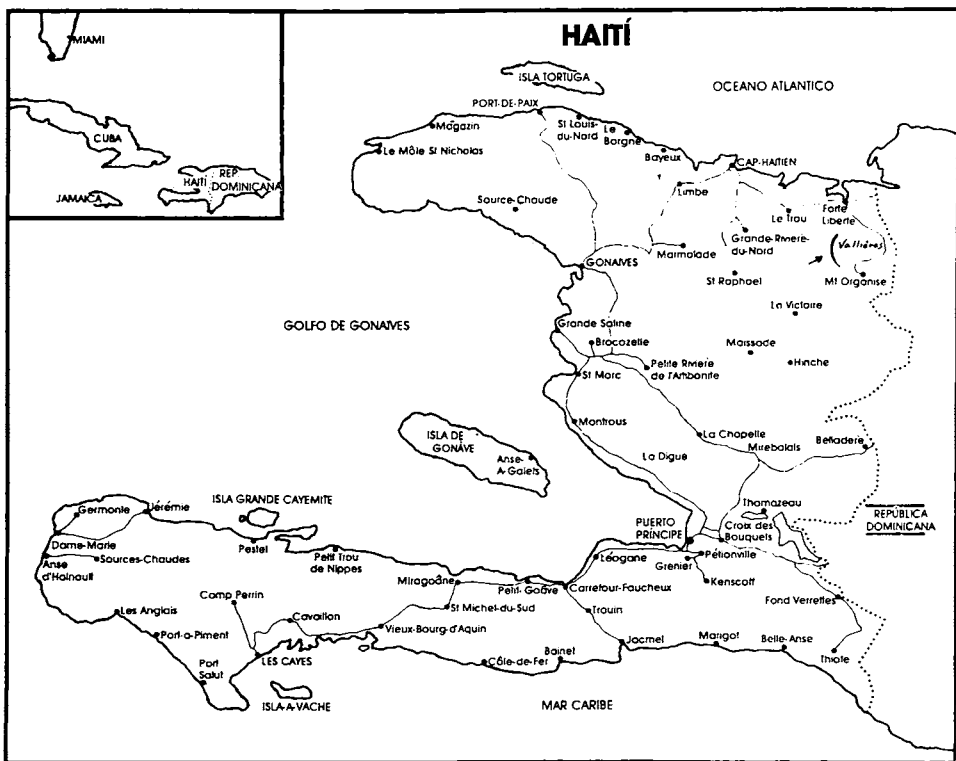 HAITÍ
MIAMI
CUBA
JAMAICA
HAITÍ
REP.
DOMINICANA
ISLA TORTUGA
OCEANO ATLANTICO
PORT-DE-PAIX
Magazin
St Louis-
du-Nord
Le
Borgne
Le Môle St Nicholas
Bayeux
CAP-HAITIEN
Limbe
Source-Chaude
Le Trou
Forte
Liberté
Grande-Riviere-
du-Nord
(Vallières
Marmalade
GONAIVES
St Raphael
Mt Organise
La Victoire
GOLFO DE GONAIVES
Grande Saline
Brocozelle
Maissade
Hinche
Petite Riviere
de l'Artibonite
St Marc
Montrous
La Chapelle
Mirebalais
Belladere
ISLA DE
GONÂVE
Anse-
A-Galets
La Digue
ISLA GRANDE CAYEMITE
Thomazeau
REPÚBLICA
DOMINICANA
Germonte
Jérémie
PUERTO
PRÍNCIPE
Croix des
Bouquets
Dame-Marie
Pestel
Petit Trou
de Nippes
Anse
d'Hainault
Sources-Chaudes
Léogane
Pétionville
Grenier
Kenscoff
Miragoâne
Petit-Goâve
Carrefour-Faucheux
Camp Perrin
St Michel-du-Sud
Fond Verrettes
Les Anglais
Cavaillon
Trouin
Port-a-Piment
Vieux-Bourg-d'Aquin
Jacmel
Marigot
Belle-Anse
Port
Salut
LES CAYES
Côle-de-Fer
Bainet
Thiote
ISLA-A-VACHE
MAR CARIBE